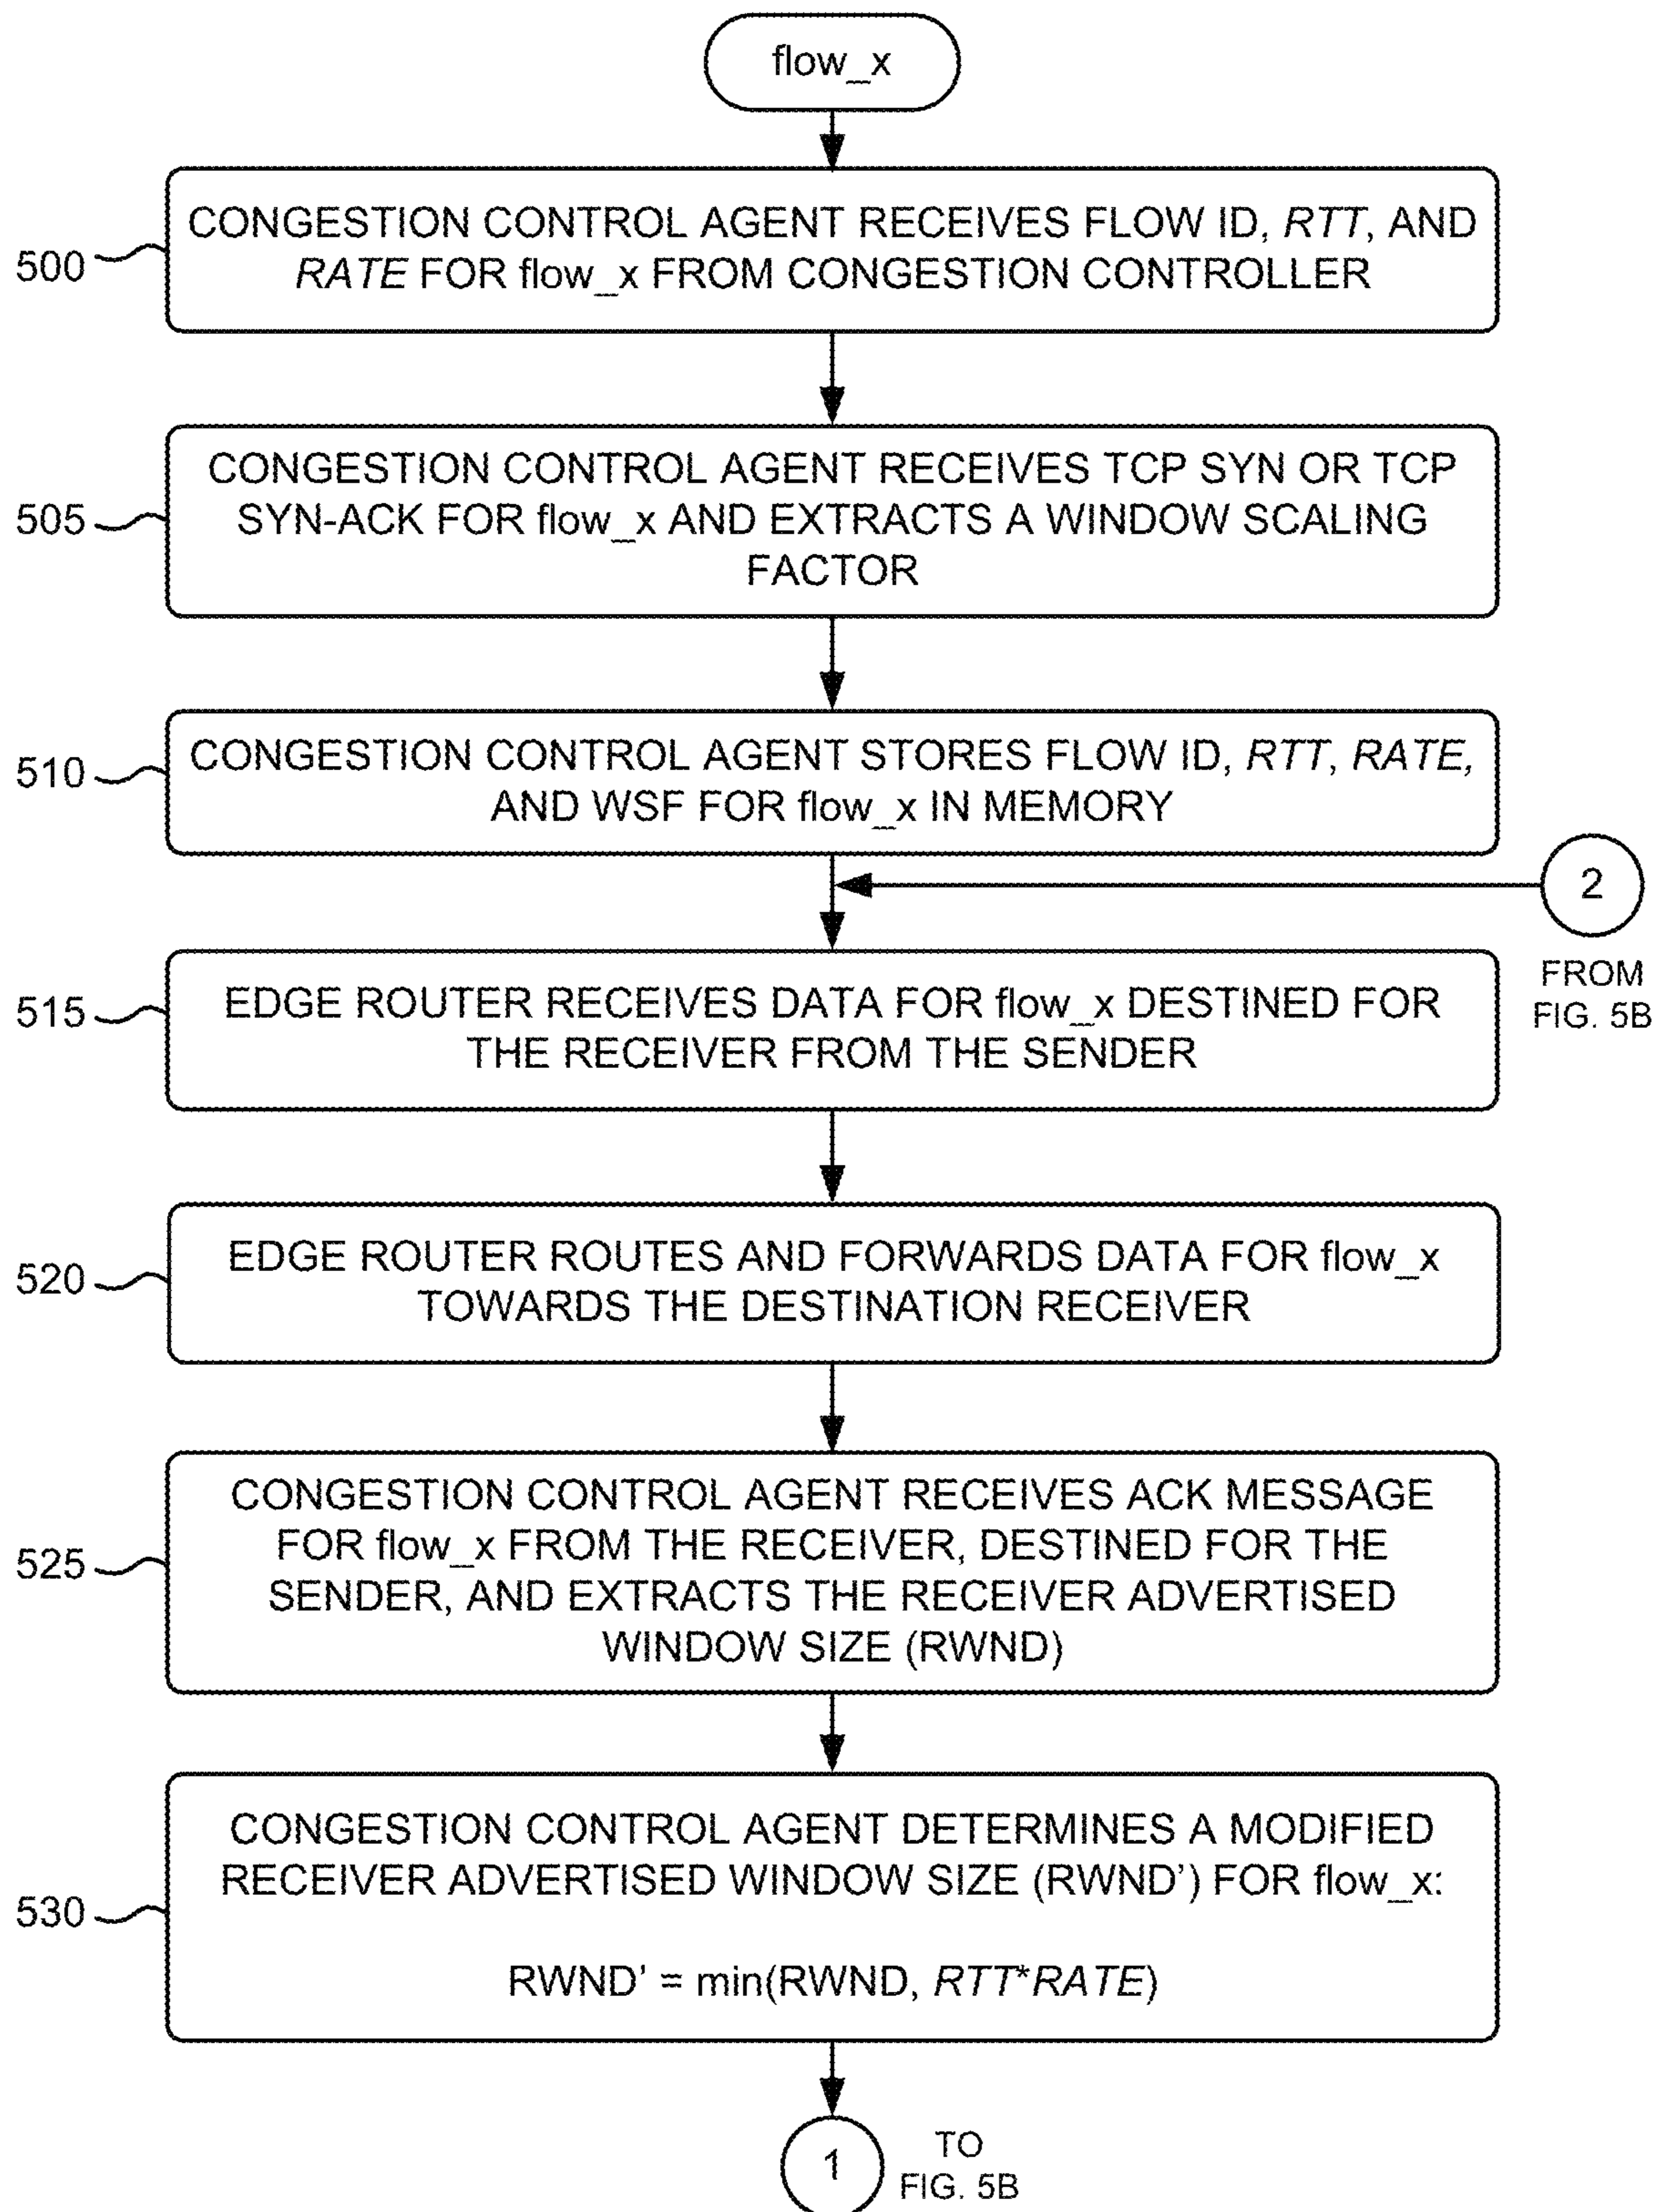 flow_x
CONGESTION CONTROL AGENT RECEIVES FLOW ID, RTT, AND
RATE FOR flow_x FROM CONGESTION CONTROLLER
500
CONGESTION CONTROL AGENT RECEIVES TCP SYN OR TCP
SYN-ACK FOR flow_x AND EXTRACTS A WINDOW SCALING
FACTOR
505
CONGESTION CONTROL AGENT STORES FLOW ID, RTT, RATE,
AND WSF FOR flow_x IN MEMORY
510
2
FROM
FIG. 5B
EDGE ROUTER RECEIVES DATA FOR flow_x DESTINED FOR
THE RECEIVER FROM THE SENDER
515
EDGE ROUTER ROUTES AND FORWARDS DATA FOR flow_x
TOWARDS THE DESTINATION RECEIVER
520
CONGESTION CONTROL AGENT RECEIVES ACK MESSAGE
FOR flow_x FROM THE RECEIVER, DESTINED FOR THE
SENDER, AND EXTRACTS THE RECEIVER ADVERTISED
WINDOW SIZE (RWND)
525
CONGESTION CONTROL AGENT DETERMINES A MODIFIED
RECEIVER ADVERTISED WINDOW SIZE (RWND’) FOR flow_x:
RWND’ = min(RWND, RTT*RATE)
530
1
TO
FIG. 5B